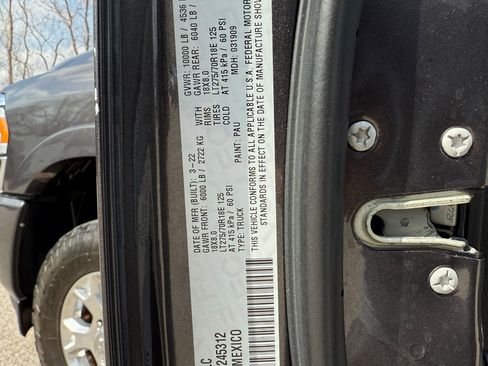 LC
DATE OF MFR (BUILT): 3-22 GVWR: 10000 LB / 4536
GAWR FRONT: 6000 LB / 2722 KG WITH GAWR REAR: 6040 LB /
18X8.0 RIMS 18X8.0
LT275/70R18E 125 TIRES LT275/70R18E 125
AT 415 kPa / 60 PSI COLD AT 415 kPa / 60 PSI
TYPE: TRUCK PAINT: PAU MDH: 031909
THIS VEHICLE CONFORMS TO ALL APPLICABLE U.S.A. FEDERAL MOTOR
STANDARDS IN EFFECT ON THE DATE OF MANUFACTURE SHOW
245312
MEXICO